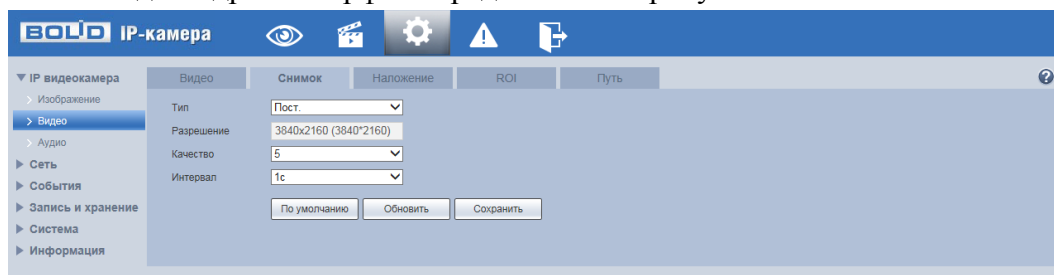 BOLID IP-камера
IP видеокамера
Видео
Снимок
Наложение
ROI
Путь
Изображение
Видео
Аудио
Сеть
События
Запись и хранение
Система
Информация
Тип
Пост.
Разрешение
3840x2160 (3840*2160)
Качество
5
Интервал
1с
По умолчанию
Обновить
Сохранить